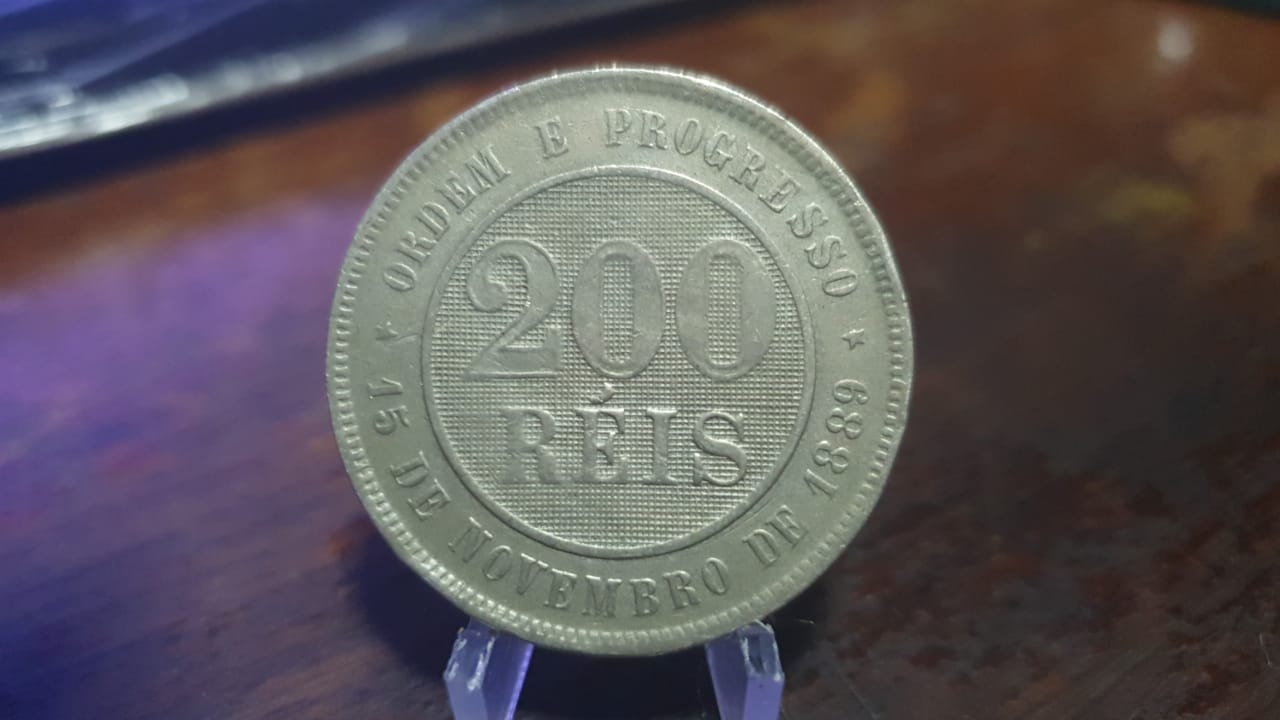 ORDEM E PROGRESSO
200
RÉIS
15 DE NOVEMBRO DE 1889